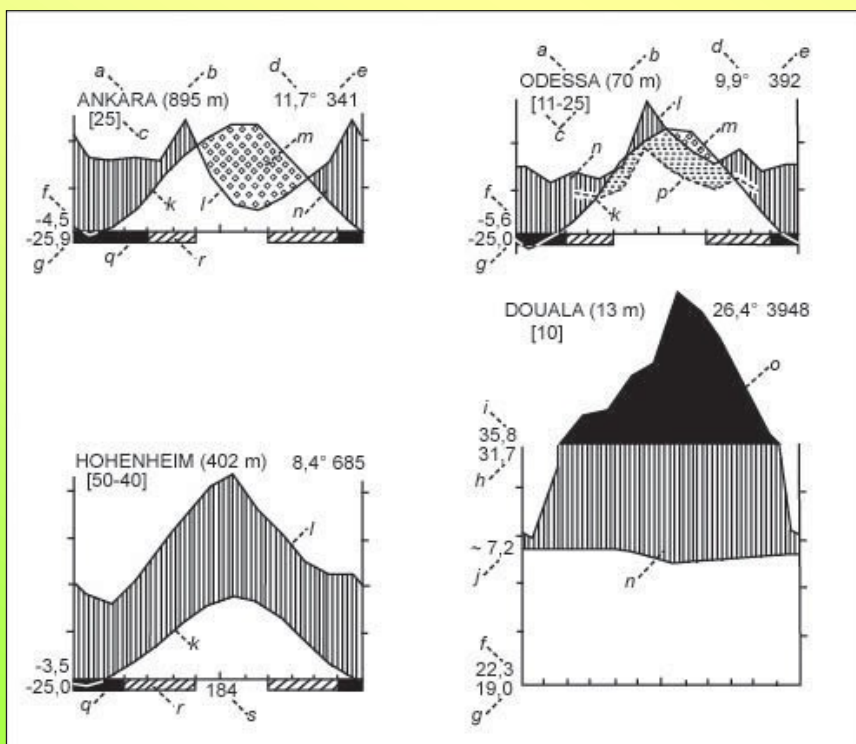 a
b
d
e
ANKARA (895 m) 11,7° 341
[25]
c
m
f
k
l
n
-4,5
-25,9
g
q
r
a
b
d
e
ODESSA (70 m) 9,9° 392
[11-25]
c
l
m
n
p
f
k
-5,6
-25,0
g
DOUALA (13 m) 26,4° 3948
[10]
o
i
35,8
31,7
h
~ 7,2
j
n
f
22,3
19,0
g
HOHENHEIM (402 m) 8,4° 685
[50-40]
l
k
-3,5
-25,0
184
q
r
s